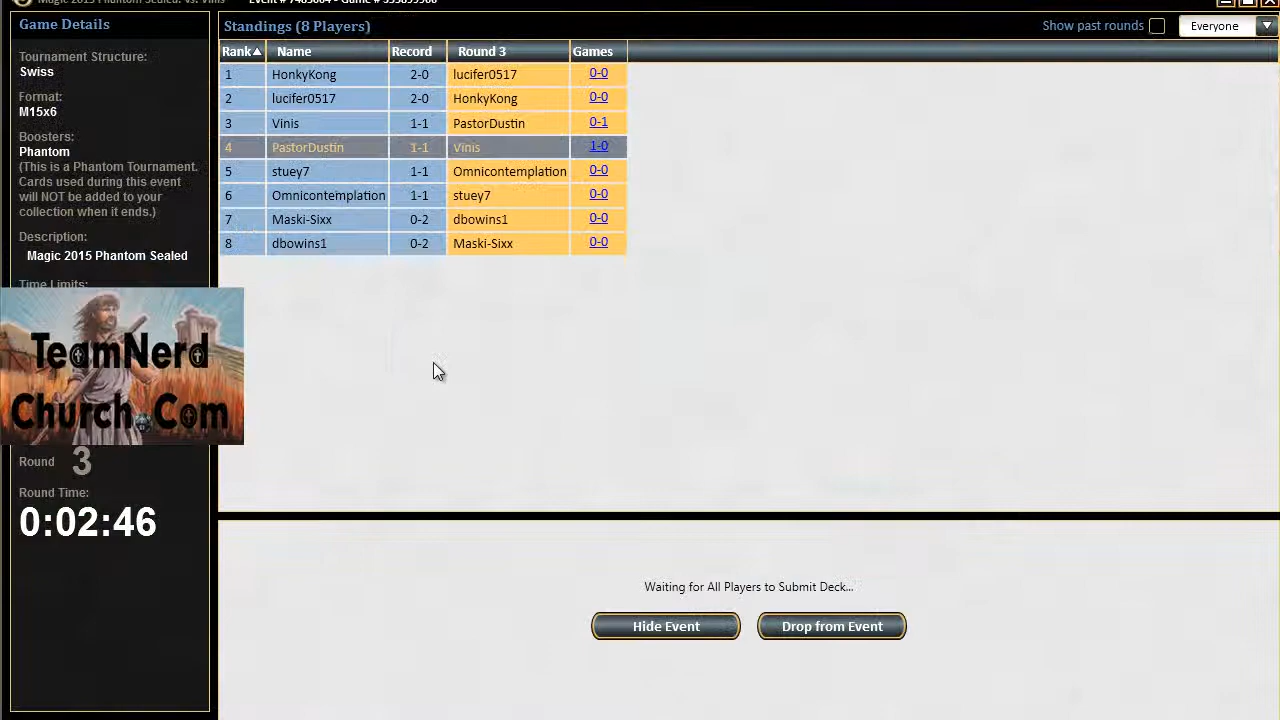 Game Details
Tournament Structure:
Swiss
Format:
M15x6
Boosters:
Phantom
(This is a Phantom Tournament.
Cards used during this event
will NOT be added to your
collection when it ends.)
Description:
Magic 2015 Phantom Sealed
Time Limits:
TeamNerd
Church.Com
Round 3
Round Time:
0:02:46
Standings (8 Players)
Show past rounds
Everyone
Rank Name Record Round 3 Games
1 HonkyKong 2-0 lucifer0517 0-0
2 lucifer0517 2-0 HonkyKong 0-0
3 Vinis 1-1 PastorDustin 0-1
4 PastorDustin 1-1 Vinis 1-0
5 stuey7 1-1 Omnicontemplation 0-0
6 Omnicontemplation 1-1 stuey7 0-0
7 Maski-Sixx 0-2 dbowins1 0-0
8 dbowins1 0-2 Maski-Sixx 0-0
Waiting for All Players to Submit Deck...
Hide Event
Drop from Event